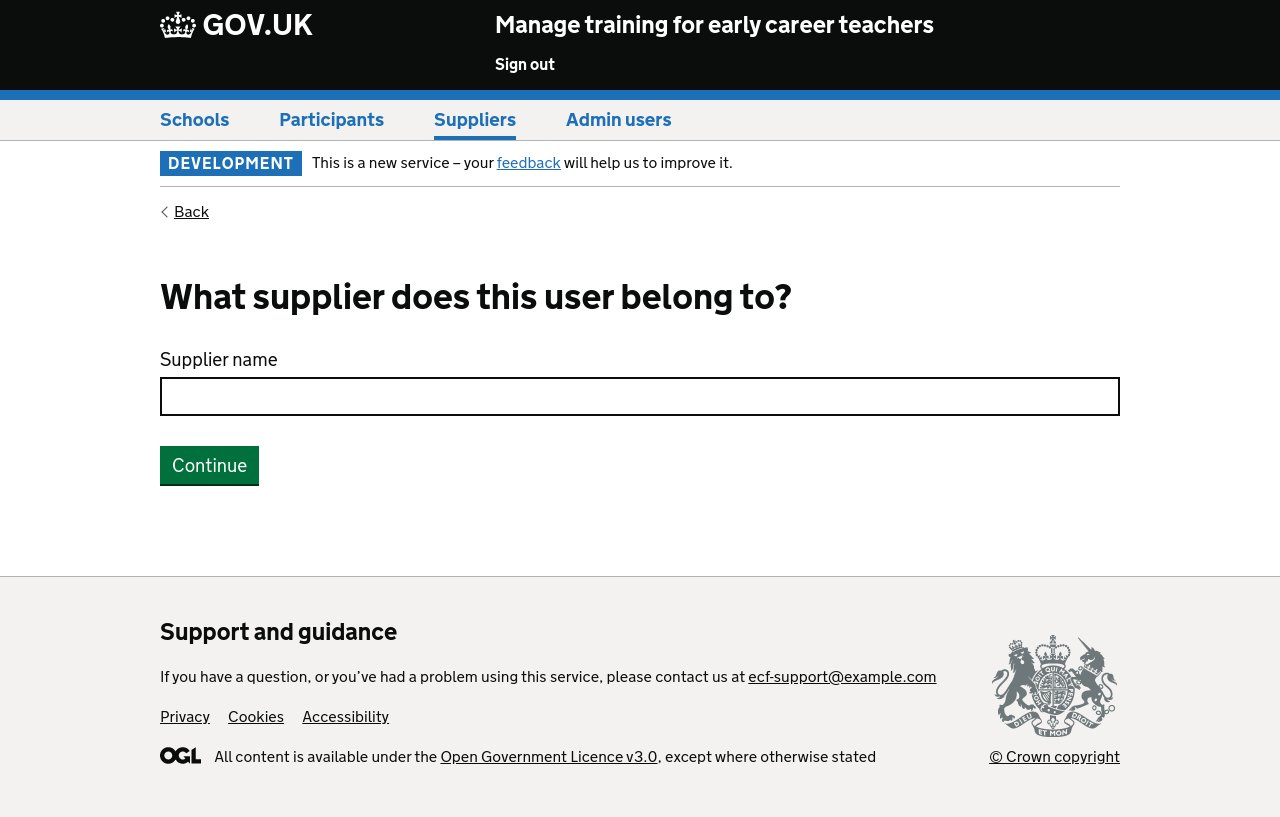 GOV.UK
Manage training for early career teachers
Sign out
Schools
Participants
Suppliers
Admin users
DEVELOPMENT
This is a new service – your feedback will help us to improve it.
Back
What supplier does this user belong to?
Supplier name
Continue
Support and guidance
If you have a question, or you’ve had a problem using this service, please contact us at ecf-support@example.com
Privacy
Cookies
Accessibility
OGL
All content is available under the Open Government Licence v3.0, except where otherwise stated
DIEU ET MON DROIT
© Crown copyright